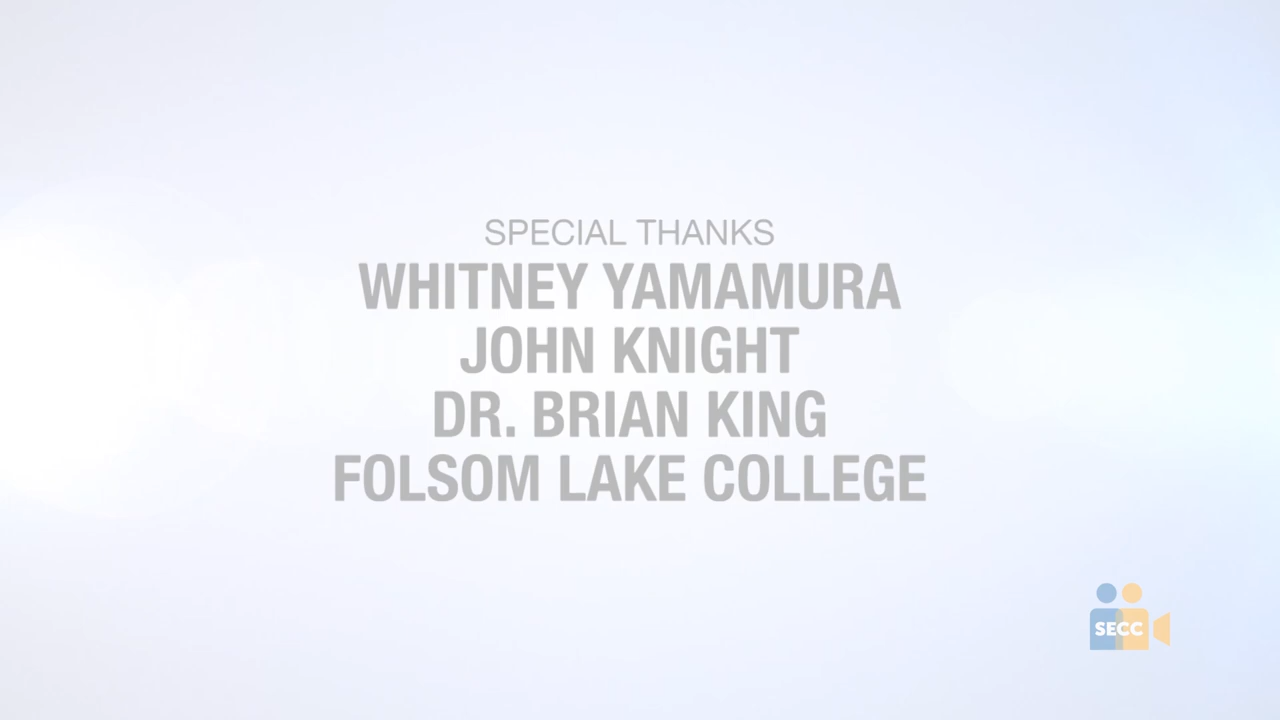 SPECIAL THANKS
WHITNEY YAMAMURA
JOHN KNIGHT
DR. BRIAN KING
FOLSOM LAKE COLLEGE
SECC